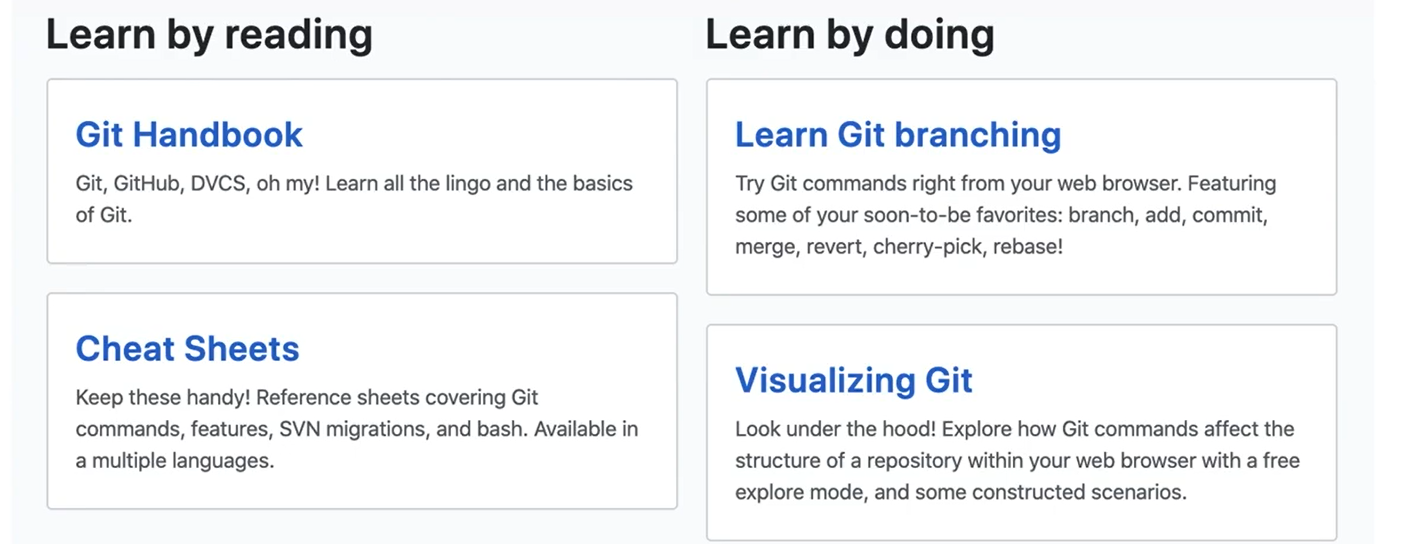 Learn by reading
Git Handbook
Git, GitHub, DVCS, oh my! Learn all the lingo and the basics
of Git.
Cheat Sheets
Keep these handy! Reference sheets covering Git
commands, features, SVN migrations, and bash. Available in
a multiple languages.
Learn by doing
Learn Git branching
Try Git commands right from your web browser. Featuring
some of your soon-to-be favorites: branch, add, commit,
merge, revert, cherry-pick, rebase!
Visualizing Git
Look under the hood! Explore how Git commands affect the
structure of a repository within your web browser with a free
explore mode, and some constructed scenarios.